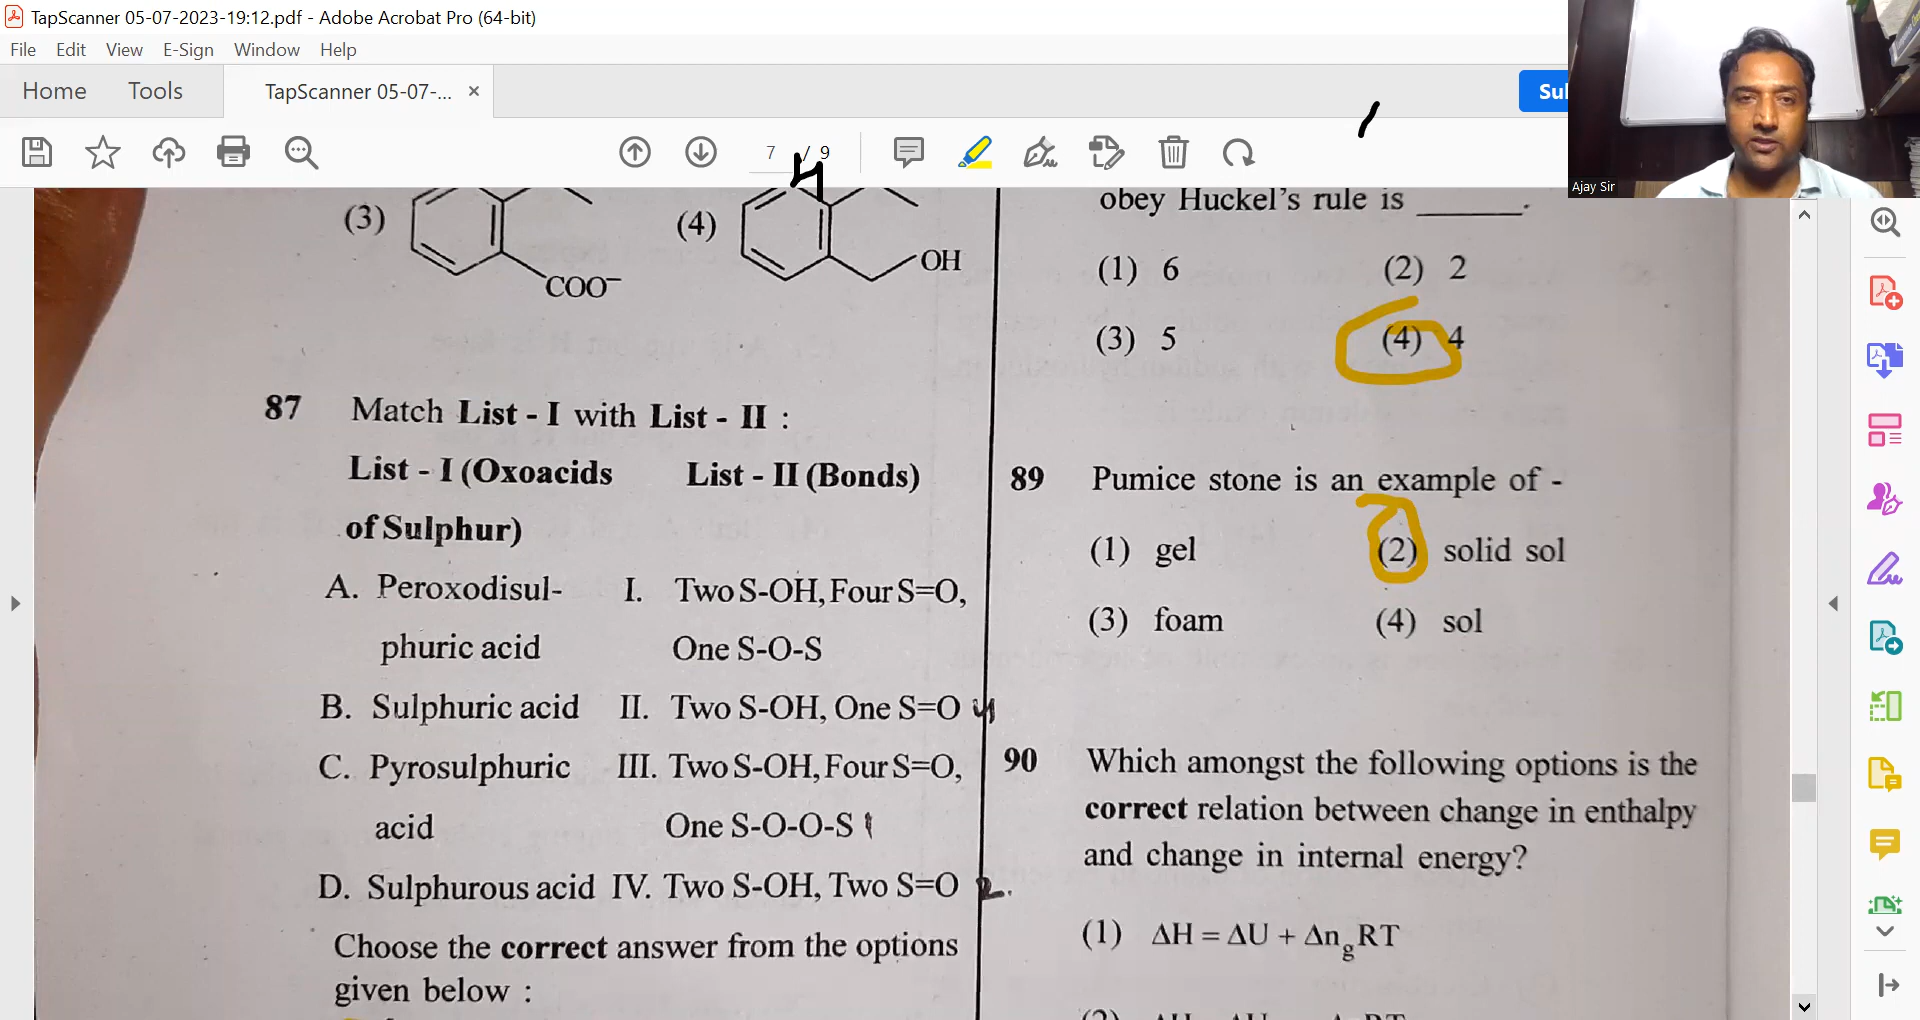 TapScanner 05-07-2023-19:12.pdf - Adobe Acrobat Pro (64-bit)
File Edit View E-Sign Window Help
Home Tools TapScanner 05-07-... ×
7 / 9
4
Ajay Sir
(3) COO⁻ (4) OH
87 Match List - I with List - II :
List - I (Oxoacids List - II (Bonds)
of Sulphur)
A. Peroxodisul- I. Two S-OH, Four S=O,
phuric acid One S-O-S
B. Sulphuric acid II. Two S-OH, One S=O 4
C. Pyrosulphuric III. Two S-OH, Four S=O,
acid One S-O-O-S 1
D. Sulphurous acid IV. Two S-OH, Two S=O 2.
Choose the correct answer from the options
given below :
obey Huckel's rule is ______.
(1) 6 (2) 2
(3) 5 (4) 4
89 Pumice stone is an example of -
(1) gel (2) solid sol
(3) foam (4) sol
90 Which amongst the following options is the
correct relation between change in enthalpy
and change in internal energy?
(1) ΔH = ΔU + Δn_gRT